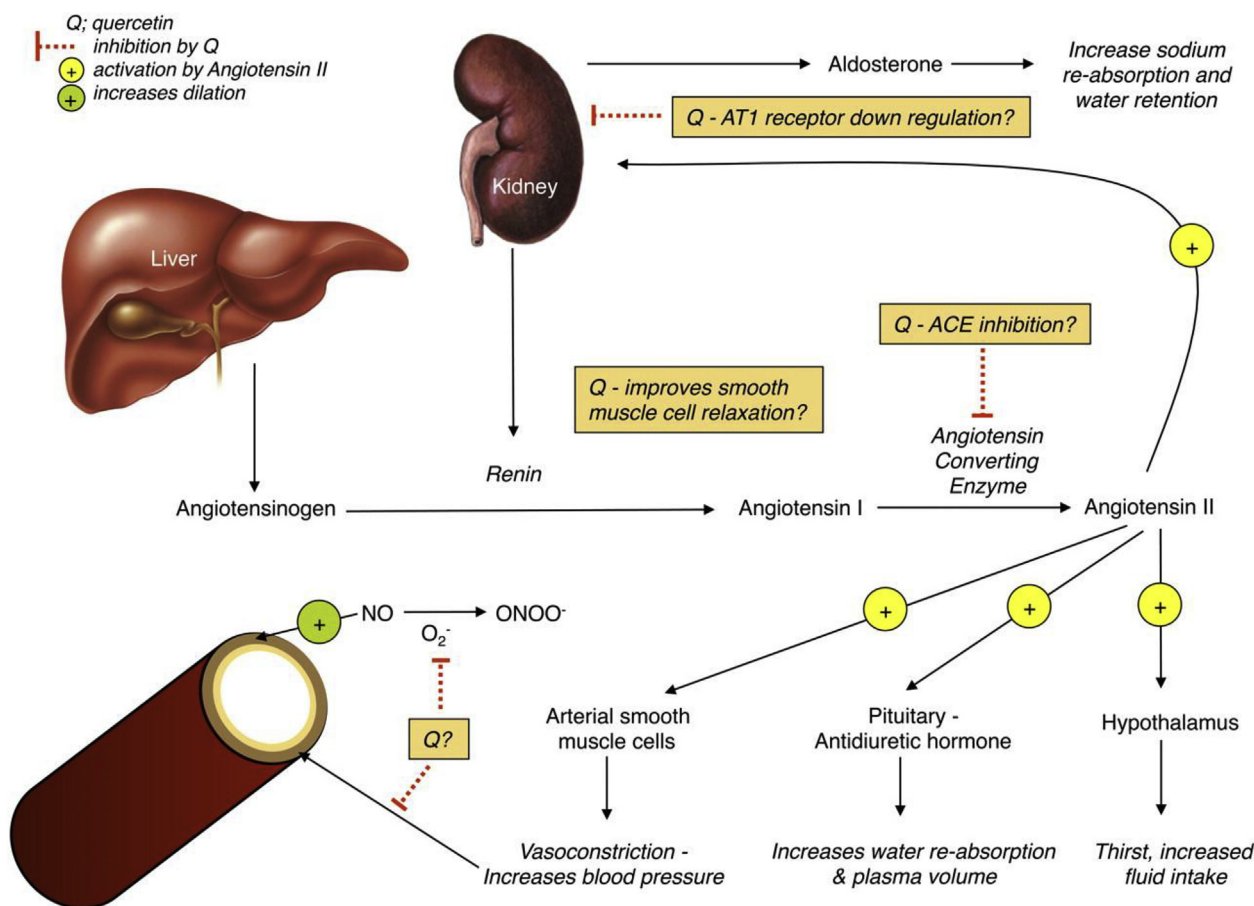 Q; quercetin
inhibition by Q
+ activation by Angiotensin II
+ increases dilation
Kidney
Aldosterone
Increase sodium
re-absorption and
water retention
Q - AT1 receptor down regulation?
+
Liver
Q - ACE inhibition?
Q - improves smooth
muscle cell relaxation?
Angiotensin
Converting
Enzyme
Renin
Angiotensinogen
Angiotensin I
Angiotensin II
+
+
+
+
NO
ONOO⁻
O₂⁻
Q?
Arterial smooth
muscle cells
Pituitary -
Antidiuretic hormone
Hypothalamus
Vasoconstriction -
Increases blood pressure
Increases water re-absorption
& plasma volume
Thirst, increased
fluid intake